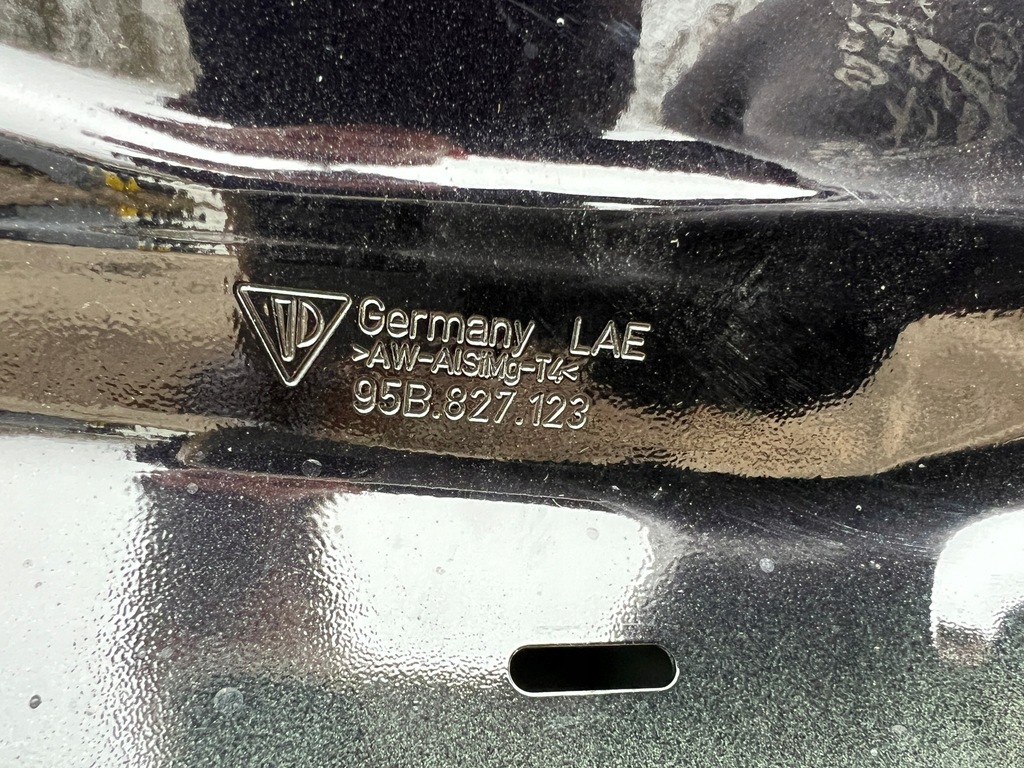 Germany LAE
>AW-AlSiMg-T4<
95B.827.123